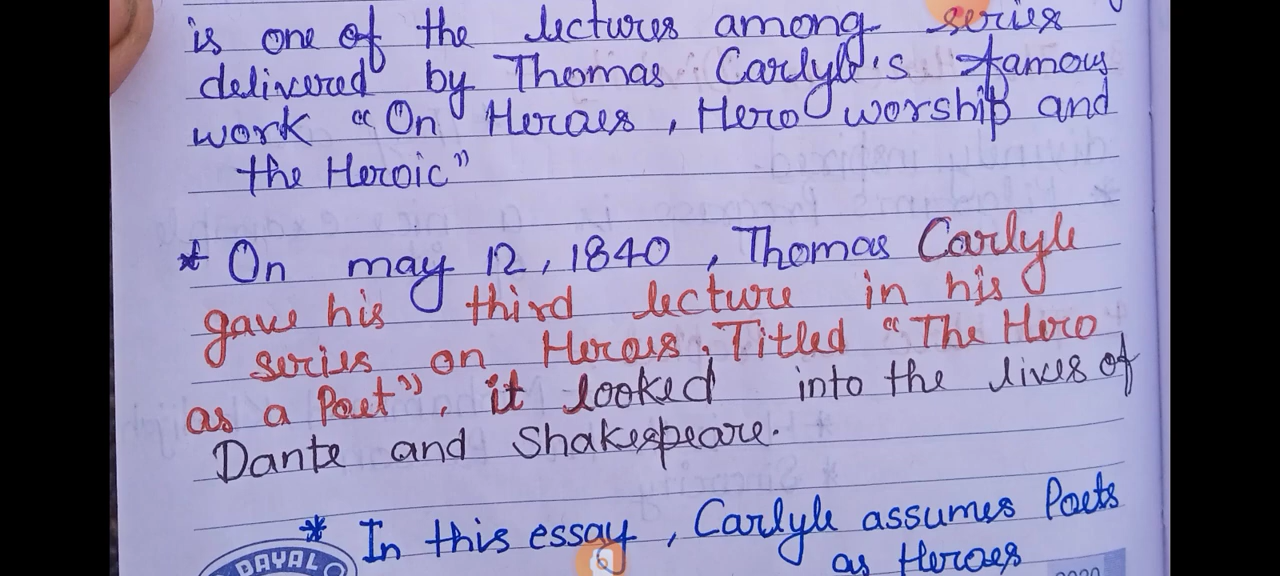 is one of the lectures among series
delivered by Thomas Carlyle's famous
work "On Heroes, Hero worship and
the Heroic"
* On may 12, 1840, Thomas Carlyle
gave his third lecture in his
series on Heroes. Titled "The Hero
as a Poet", it looked into the lives of
Dante and Shakespeare.
* In this essay, Carlyle assumes Poets
as Heroes
DAYAL